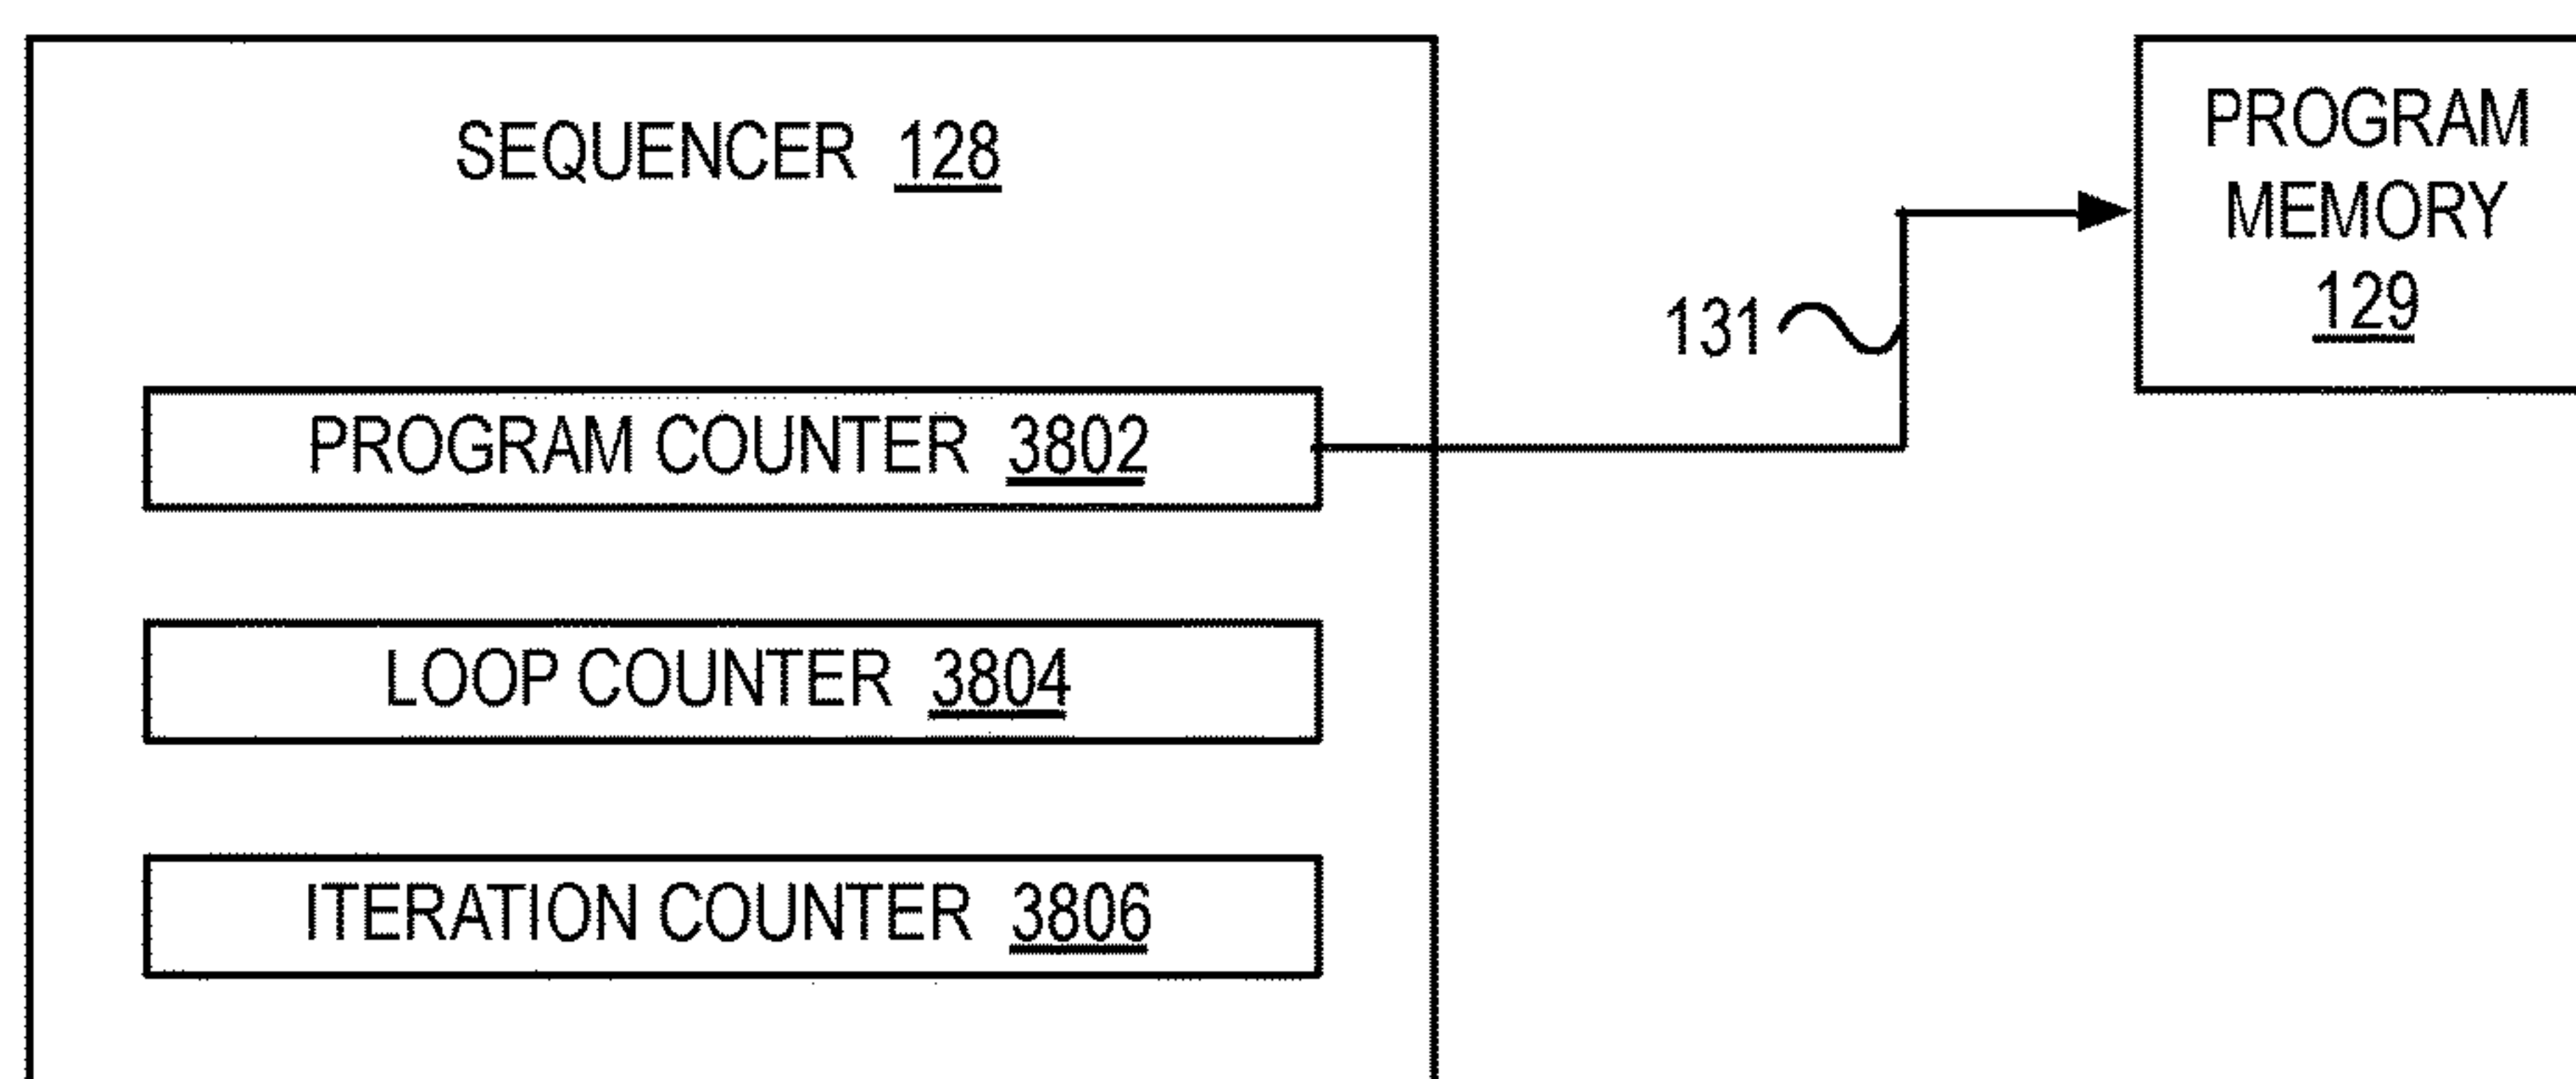 SEQUENCER 128
PROGRAM
MEMORY
129
131
PROGRAM COUNTER 3802
LOOP COUNTER 3804
ITERATION COUNTER 3806